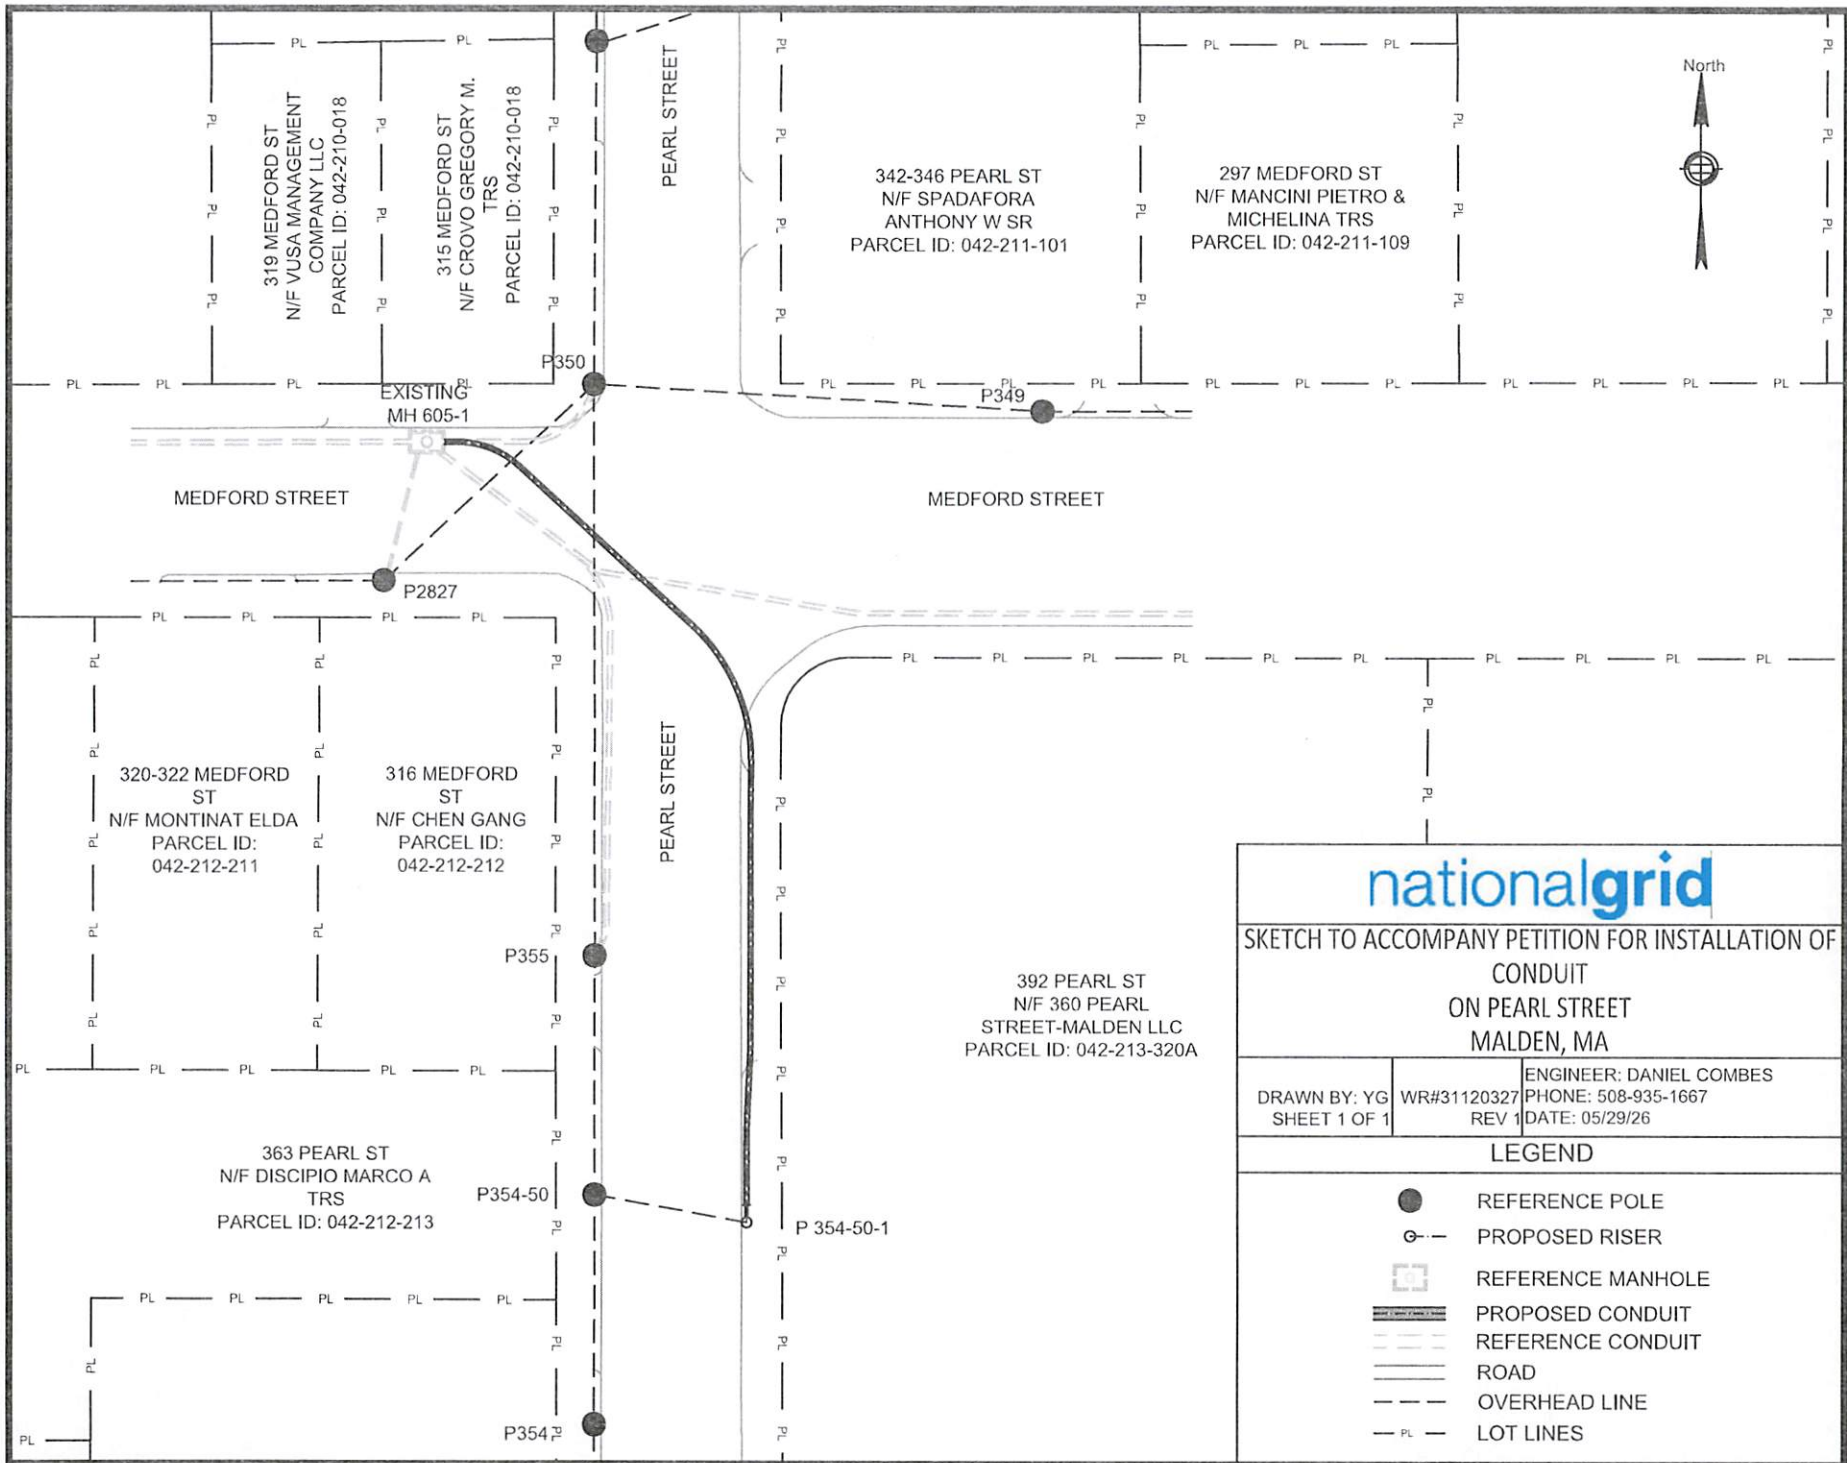 North
PEARL STREET
319 MEDFORD ST
N/F VUSA MANAGEMENT
COMPANY LLC
PARCEL ID: 042-210-018
315 MEDFORD ST
N/F CROVO GREGORY M.
TRS
PARCEL ID: 042-210-018
342-346 PEARL ST
N/F SPADAFORA
ANTHONY W SR
PARCEL ID: 042-211-101
297 MEDFORD ST
N/F MANCINI PIETRO &
MICHELINA TRS
PARCEL ID: 042-211-109
P350
P349
EXISTING
MH 605-1
MEDFORD STREET
MEDFORD STREET
P2827
320-322 MEDFORD
ST
N/F MONTINAT ELDA
PARCEL ID:
042-212-211
316 MEDFORD
ST
N/F CHEN GANG
PARCEL ID:
042-212-212
PEARL STREET
P355
392 PEARL ST
N/F 360 PEARL
STREET-MALDEN LLC
PARCEL ID: 042-213-320A
363 PEARL ST
N/F DISCIPIO MARCO A
TRS
PARCEL ID: 042-212-213
P354-50
P 354-50-1
P354
PL
nationalgrid
SKETCH TO ACCOMPANY PETITION FOR INSTALLATION OF
CONDUIT
ON PEARL STREET
MALDEN, MA
DRAWN BY: YG
SHEET 1 OF 1
WR#31120327
REV 1
ENGINEER: DANIEL COMBES
PHONE: 508-935-1667
DATE: 05/29/26
LEGEND
REFERENCE POLE
PROPOSED RISER
REFERENCE MANHOLE
PROPOSED CONDUIT
REFERENCE CONDUIT
ROAD
OVERHEAD LINE
PL LOT LINES